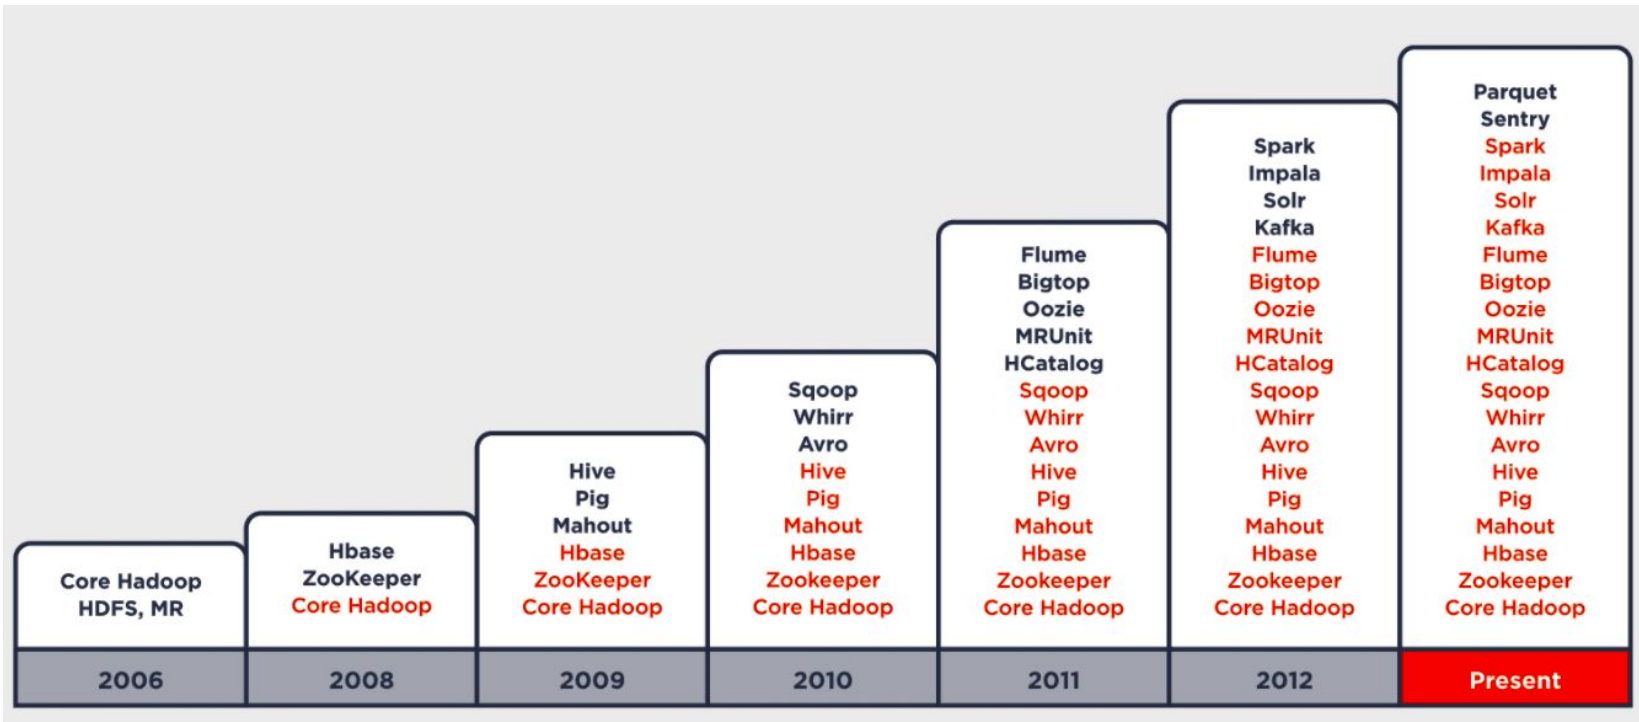 Core Hadoop
HDFS, MR
2006
Hbase
ZooKeeper
Core Hadoop
2008
Hive
Pig
Mahout
Hbase
ZooKeeper
Core Hadoop
2009
Sqoop
Whirr
Avro
Hive
Pig
Mahout
Hbase
Zookeeper
Core Hadoop
2010
Flume
Bigtop
Oozie
MRUnit
HCatalog
Sqoop
Whirr
Avro
Hive
Pig
Mahout
Hbase
Zookeeper
Core Hadoop
2011
Spark
Impala
Solr
Kafka
Flume
Bigtop
Oozie
MRUnit
HCatalog
Sqoop
Whirr
Avro
Hive
Pig
Mahout
Hbase
Zookeeper
Core Hadoop
2012
Parquet
Sentry
Spark
Impala
Solr
Kafka
Flume
Bigtop
Oozie
MRUnit
HCatalog
Sqoop
Whirr
Avro
Hive
Pig
Mahout
Hbase
Zookeeper
Core Hadoop
Present